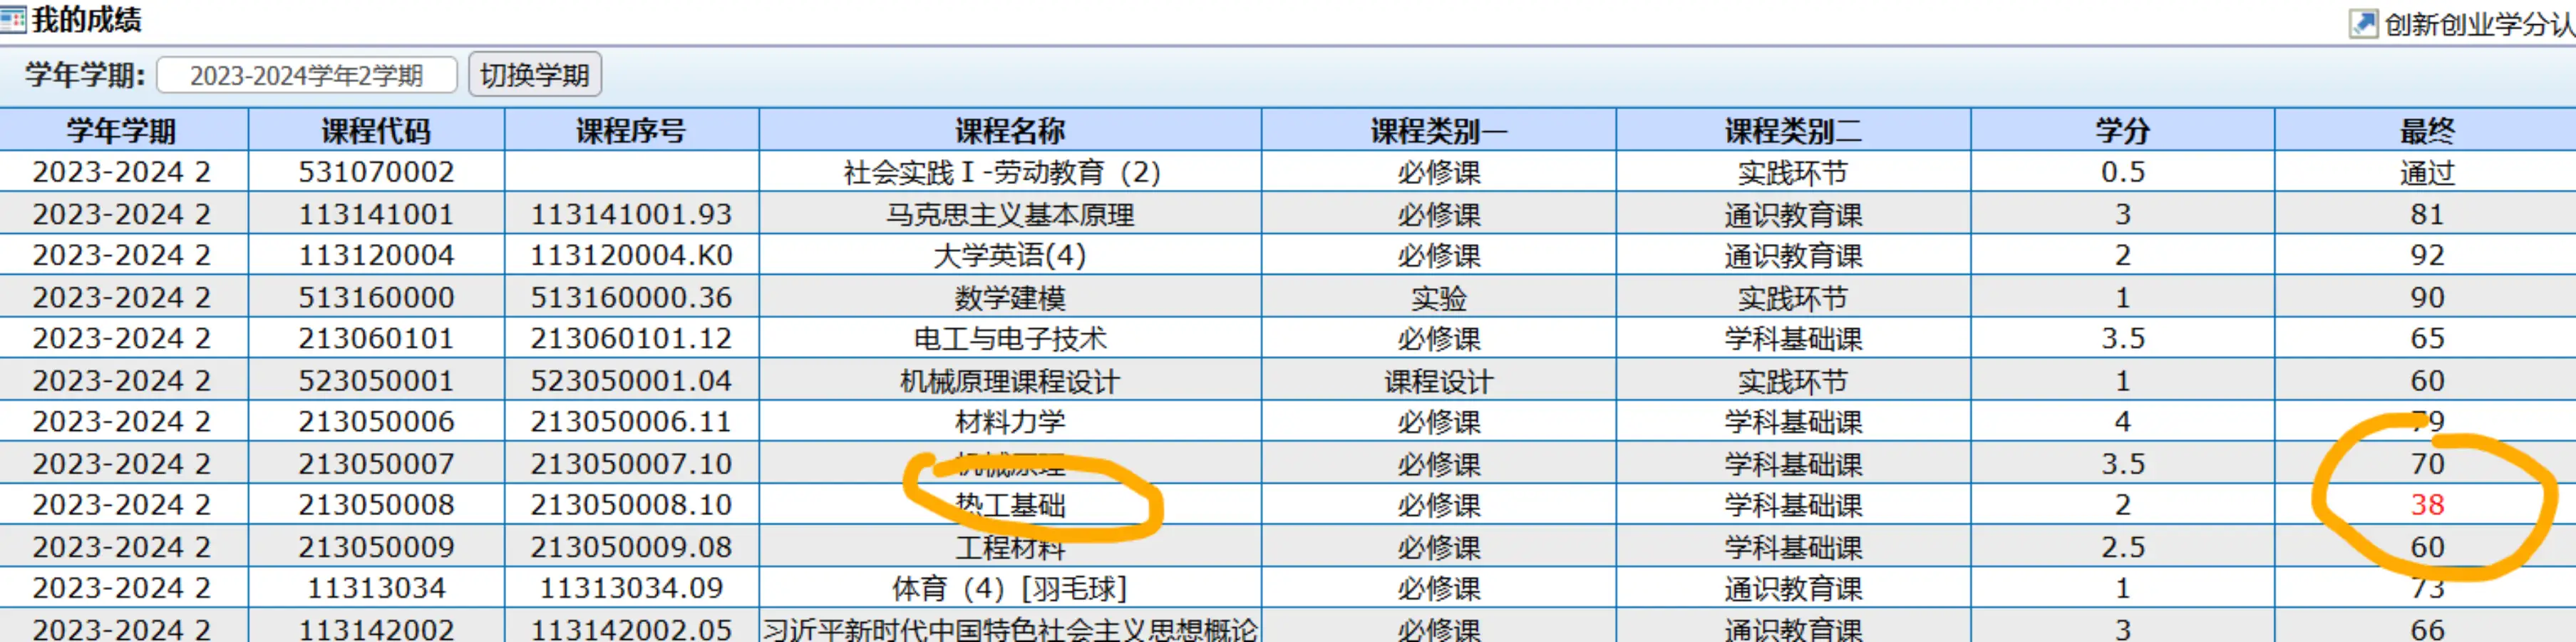 我的成绩 创新创业学分认
学年学期: 2023-2024学年2学期 切换学期
学年学期 课程代码 课程序号 课程名称 课程类别一 课程类别二 学分 最终
2023-2024 2 531070002 社会实践Ⅰ-劳动教育（2） 必修课 实践环节 0.5 通过
2023-2024 2 113141001 113141001.93 马克思主义基本原理 必修课 通识教育课 3 81
2023-2024 2 113120004 113120004.K0 大学英语(4) 必修课 通识教育课 2 92
2023-2024 2 513160000 513160000.36 数学建模 实验 实践环节 1 90
2023-2024 2 213060101 213060101.12 电工与电子技术 必修课 学科基础课 3.5 65
2023-2024 2 523050001 523050001.04 机械原理课程设计 课程设计 实践环节 1 60
2023-2024 2 213050006 213050006.11 材料力学 必修课 学科基础课 4 79
2023-2024 2 213050007 213050007.10 机械原理 必修课 学科基础课 3.5 70
2023-2024 2 213050008 213050008.10 热工基础 必修课 学科基础课 2 38
2023-2024 2 213050009 213050009.08 工程材料 必修课 学科基础课 2.5 60
2023-2024 2 11313034 11313034.09 体育（4）[羽毛球] 必修课 通识教育课 1 73
2023-2024 2 113142002 113142002.05 习近平新时代中国特色社会主义思想概论 必修课 通识教育课 3 66